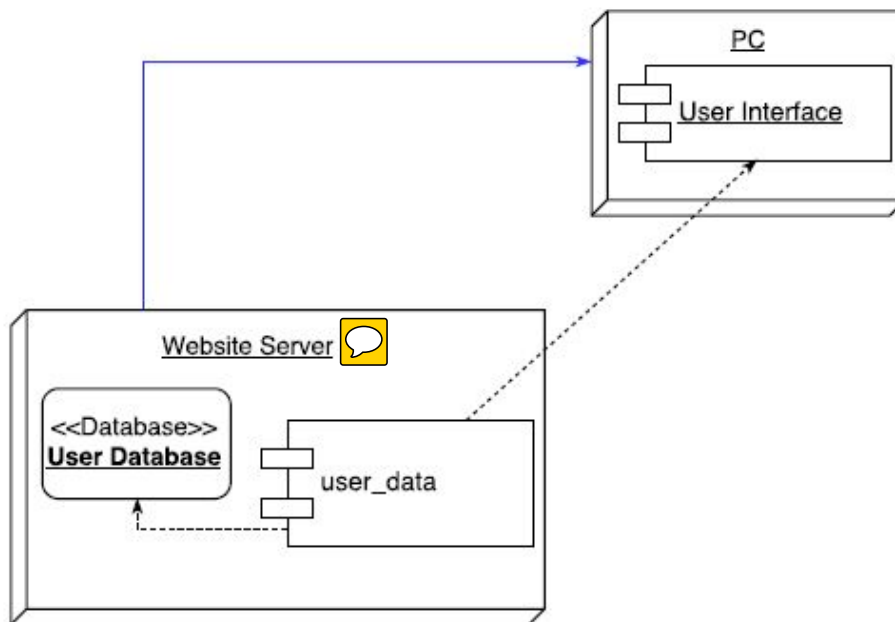 PC
User Interface
Website Server
<<Database>>
User Database
user_data